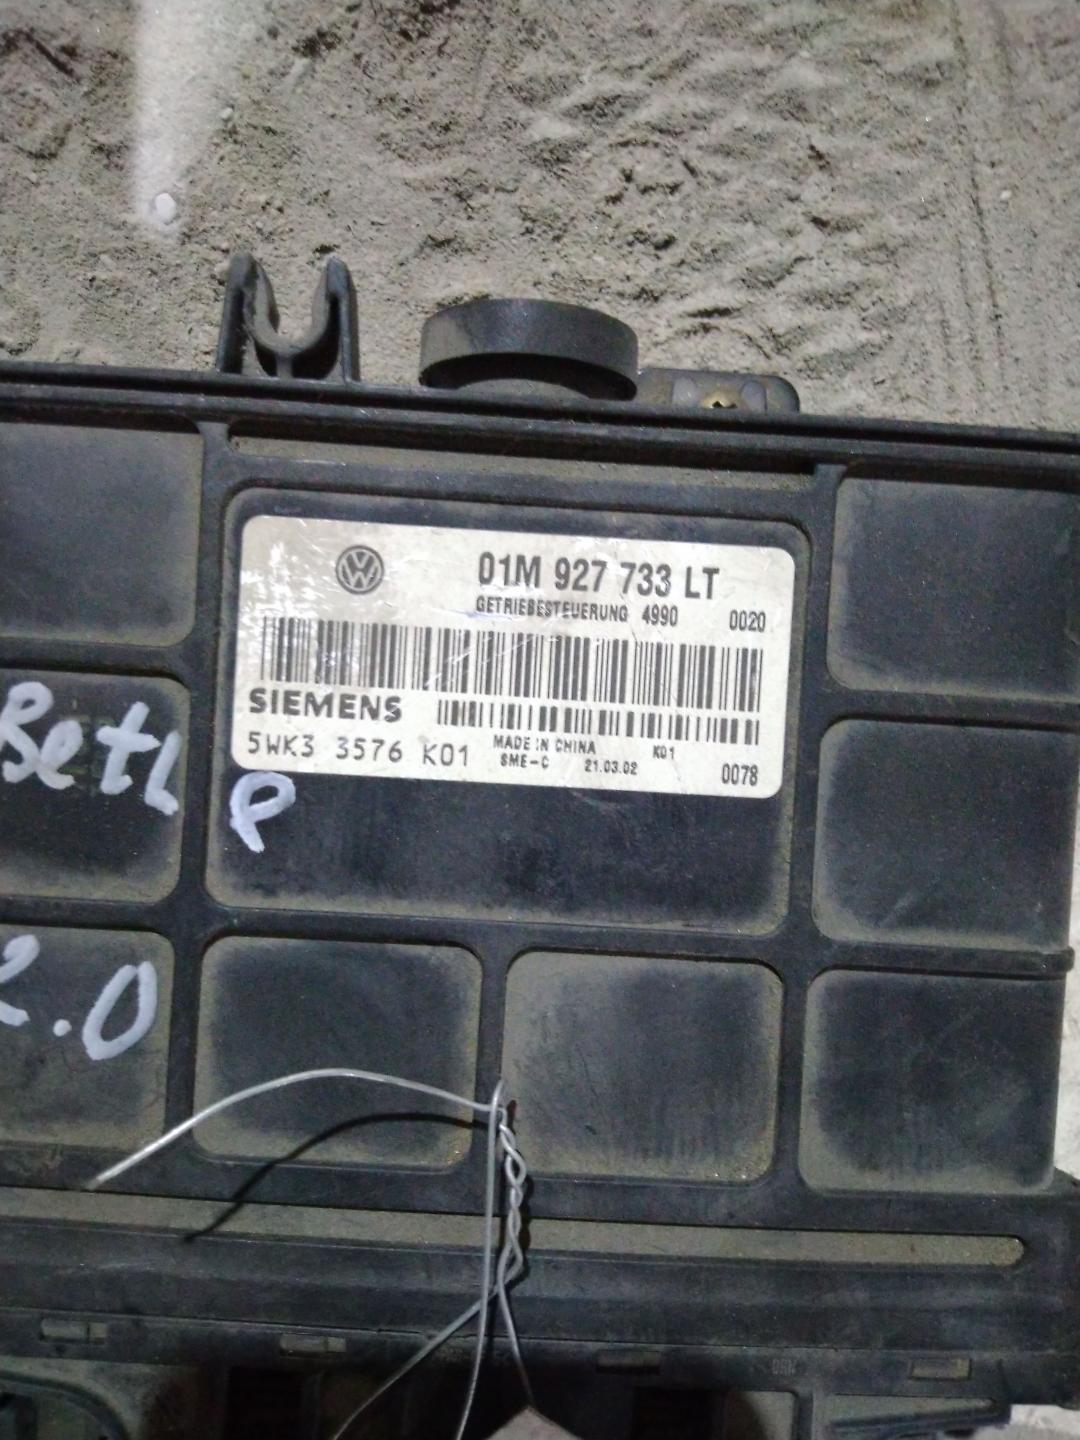 01M 927 733 LT
GETRIEBESTEUERUNG 4990 0020
SIEMENS
5WK3 3576 K01
MADE IN CHINA K01
SME-C 21.03.02 0078
P
2.0